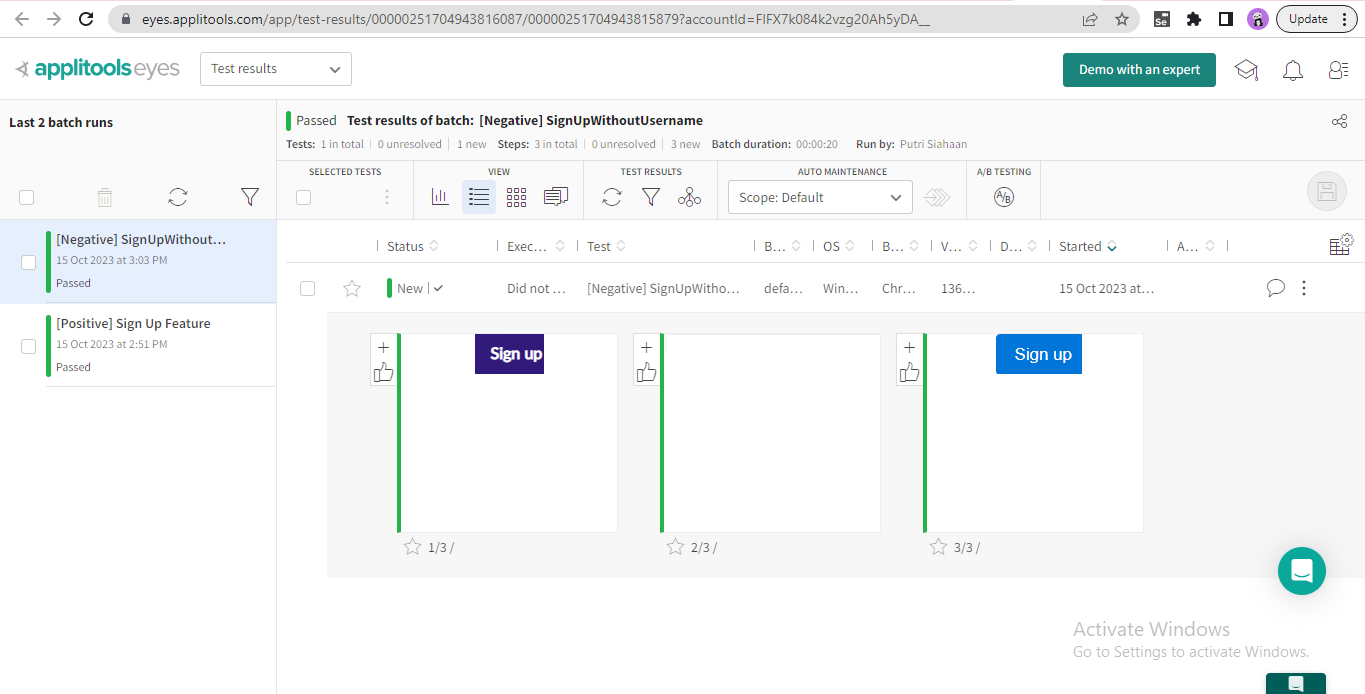 eyes.applitools.com/app/test-results/00000251704943816087/00000251704943815879?accountId=FIFX7k084k2vzg20Ah5yDA__
Se
Update
applitools eyes
Test results
Demo with an expert
Last 2 batch runs
Passed Test results of batch: [Negative] SignUpWithoutUsername
Tests: 1 in total | 0 unresolved | 1 new Steps: 3 in total | 0 unresolved | 3 new Batch duration: 00:00:20 Run by: Putri Siahaan
SELECTED TESTS VIEW TEST RESULTS AUTO MAINTENANCE A/B TESTING
Scope: Default
A/B
[Negative] SignUpWithout...
15 Oct 2023 at 3:03 PM
Passed
[Positive] Sign Up Feature
15 Oct 2023 at 2:51 PM
Passed
Status Exec... Test B... OS B... V... D... Started A...
New Did not ... [Negative] SignUpWitho... defa... Win... Chr... 136... 15 Oct 2023 at...
Sign up
Sign up
1/3 /
2/3 /
3/3 /
Activate Windows
Go to Settings to activate Windows.